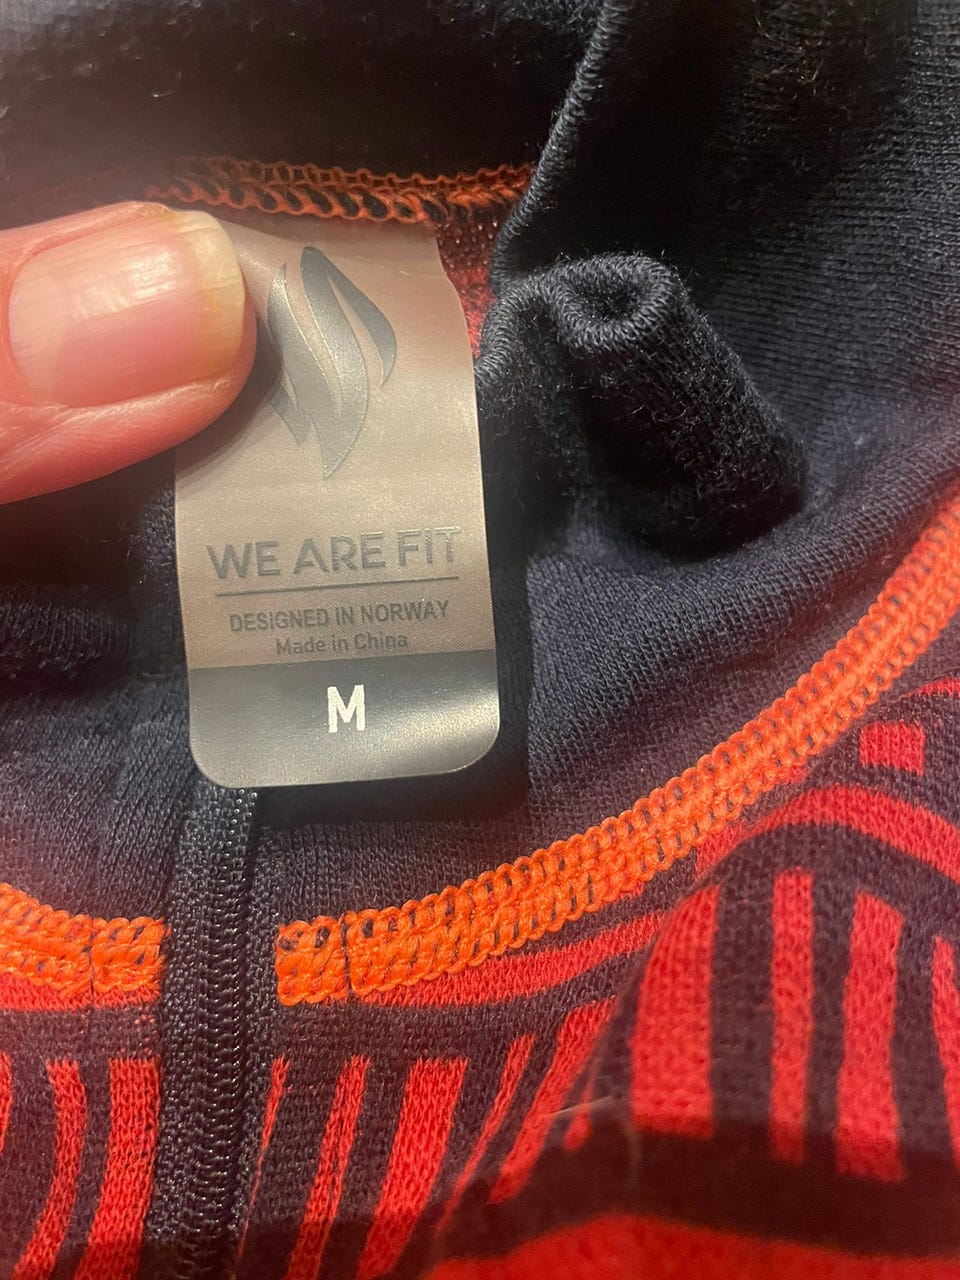 WE ARE FIT
DESIGNED IN NORWAY
Made in China
M